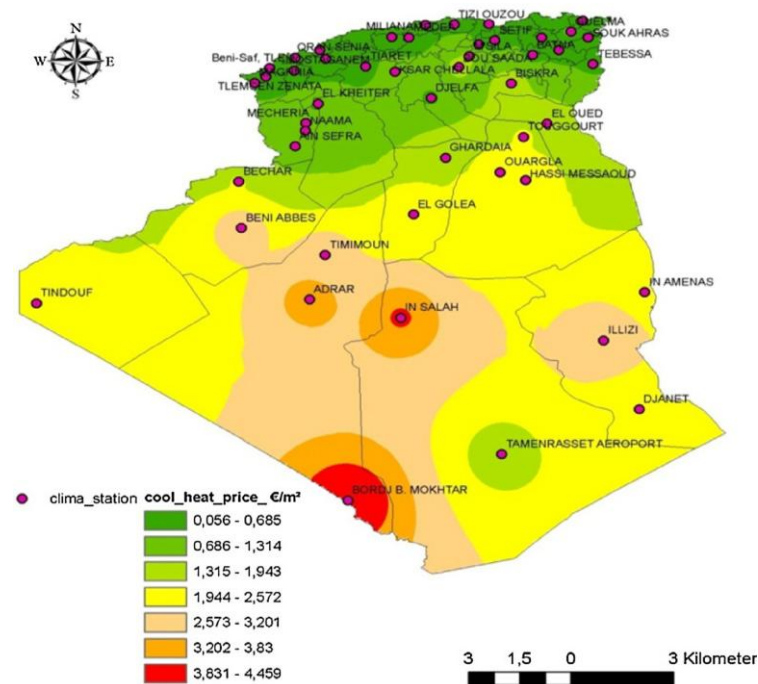 N
W E
S
TIZI OUZOU
SETIF
SOUK AHRAS
ORAN SENIA
TIARET
BATNA
BOU SAADA
TEBESSA
Beni-Saf,
KSAR CHELLALA
BISKRA
TLEMCEN ZENATA
EL KHEITER
DJELFA
MECHERIA
NAAMA
AIN SEFRA
EL OUED
TOUGGOURT
GHARDAIA
OUARGLA
HASSI MESSAOUD
BECHAR
BENI ABBES
EL GOLEA
TIMIMOUN
TINDOUF
ADRAR
IN SALAH
IN AMENAS
ILLIZI
DJANET
TAMENRASSET AEROPORT
BORDJ B. MOKHTAR
clima_station cool_heat_price_ €/m²
0,056 - 0,685
0,686 - 1,314
1,315 - 1,943
1,944 - 2,572
2,573 - 3,201
3,202 - 3,83
3,831 - 4,459
3 1,5 0 3 Kilometer